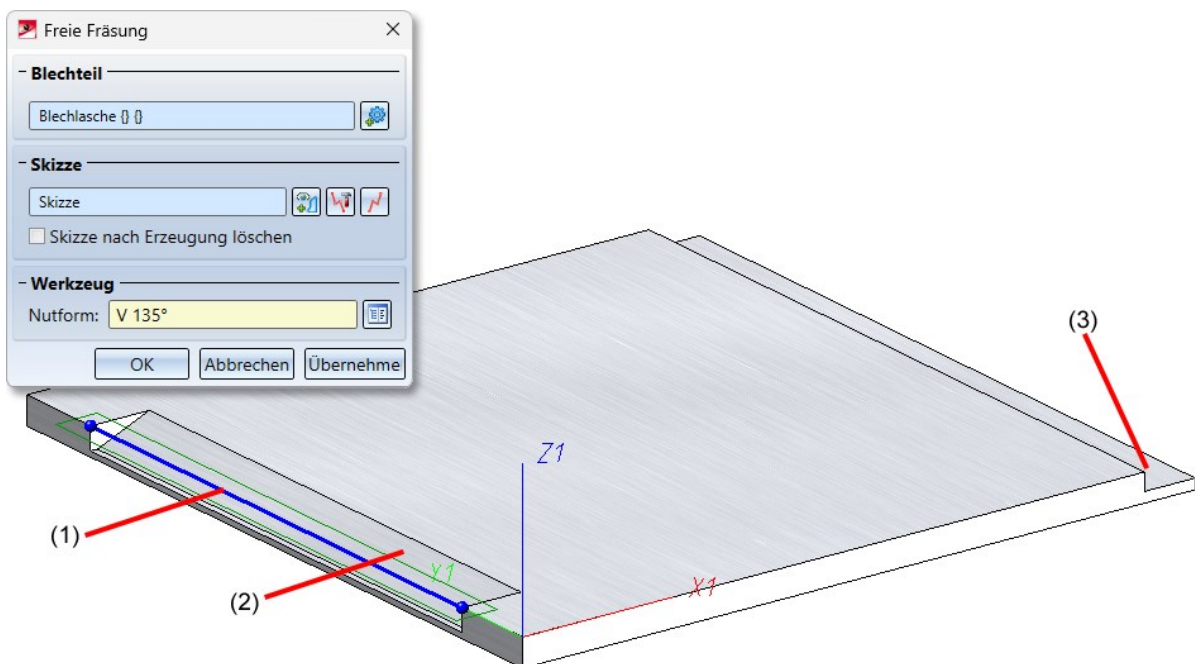 Freie Fräsung
Blechteil
Blechlasche {} {}
Skizze
Skizze
Skizze nach Erzeugung löschen
Werkzeug
Nutform: V 135°
OK Abbrechen Übernehme
(3)
Z1
(1)
(2)
Y1
X1